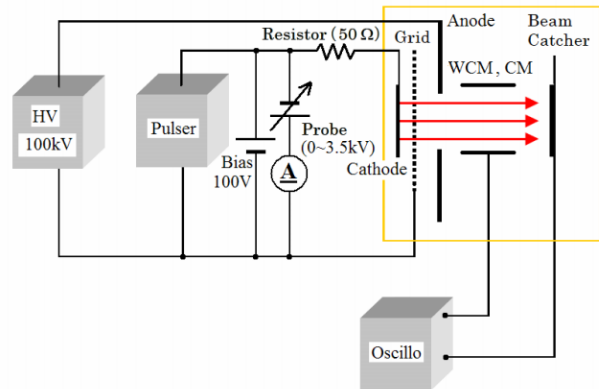 Resistor (50 Ω)
Grid
Anode
Beam
Catcher
WCM , CM
HV
100kV
Pulser
Bias
100V
Probe
(0~3.5kV)
A
Cathode
Oscillo